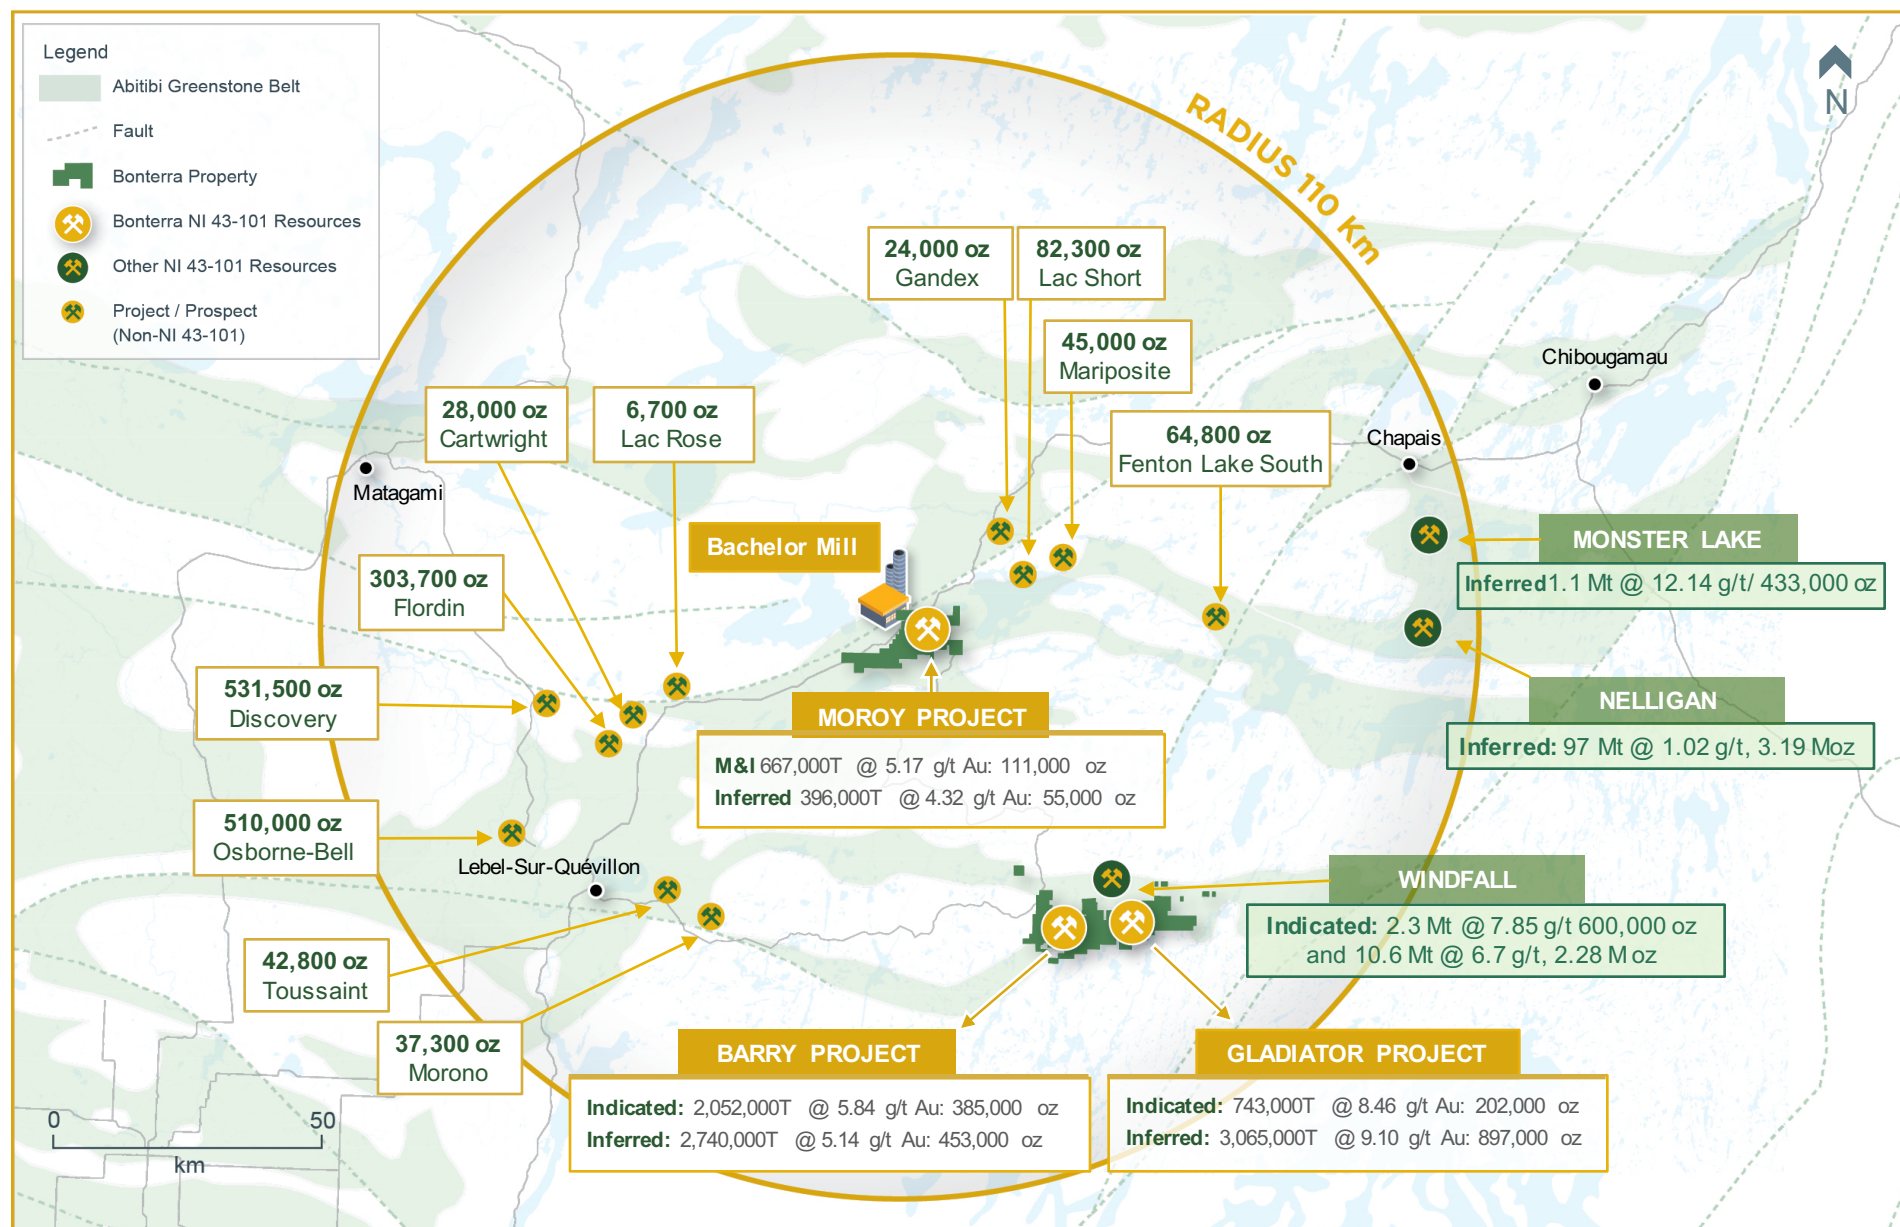 Legend
Abitibi Greenstone Belt
Fault
Bonterra Property
Bonterra NI 43-101 Resources
Other NI 43-101 Resources
Project / Prospect
(Non-NI 43-101)
N
RADIUS 110 Km
24,000 oz
Gandex
82,300 oz
Lac Short
45,000 oz
Mariposite
Chibougamau
28,000 oz
Cartwright
6,700 oz
Lac Rose
64,800 oz
Fenton Lake South
Chapais
Matagami
Bachelor Mill
MONSTER LAKE
Inferred1.1 Mt @ 12.14 g/t/ 433,000 oz
303,700 oz
Flordin
531,500 oz
Discovery
MOROY PROJECT
M&I 667,000T @ 5.17 g/t Au: 111,000 oz
Inferred 396,000T @ 4.32 g/t Au: 55,000 oz
NELLIGAN
Inferred: 97 Mt @ 1.02 g/t, 3.19 Moz
510,000 oz
Osborne-Bell
Lebel-Sur-Quévillon
WINDFALL
Indicated: 2.3 Mt @ 7.85 g/t 600,000 oz
and 10.6 Mt @ 6.7 g/t, 2.28 M oz
42,800 oz
Toussaint
37,300 oz
Morono
BARRY PROJECT
Indicated: 2,052,000T @ 5.84 g/t Au: 385,000 oz
Inferred: 2,740,000T @ 5.14 g/t Au: 453,000 oz
GLADIATOR PROJECT
Indicated: 743,000T @ 8.46 g/t Au: 202,000 oz
Inferred: 3,065,000T @ 9.10 g/t Au: 897,000 oz
0 50
km